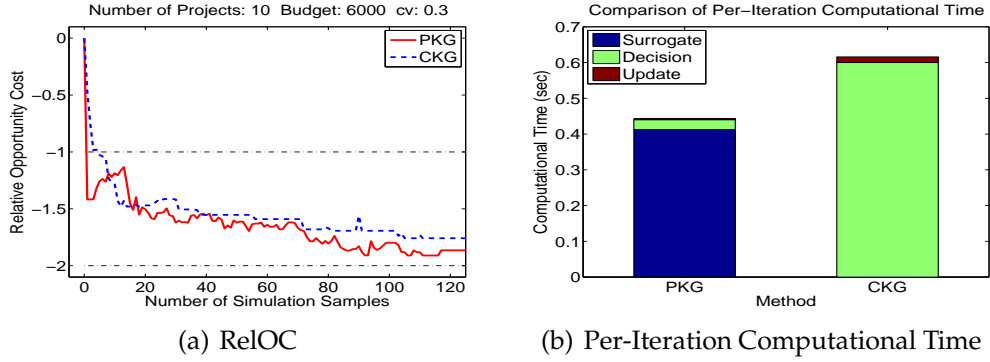 Number of Projects: 10 Budget: 6000 cv: 0.3
PKG
CKG
Relative Opportunity Cost
0
−1
−1.5
−2
0
20
40
60
80
100
120
Number of Simulation Samples
(a) RelOC
Comparison of Per−Iteration Computational Time
Surrogate
Decision
Update
Computational Time (sec)
0.7
0.6
0.5
0.4
0.3
0.2
0.1
0
PKG
CKG
Method
(b) Per-Iteration Computational Time